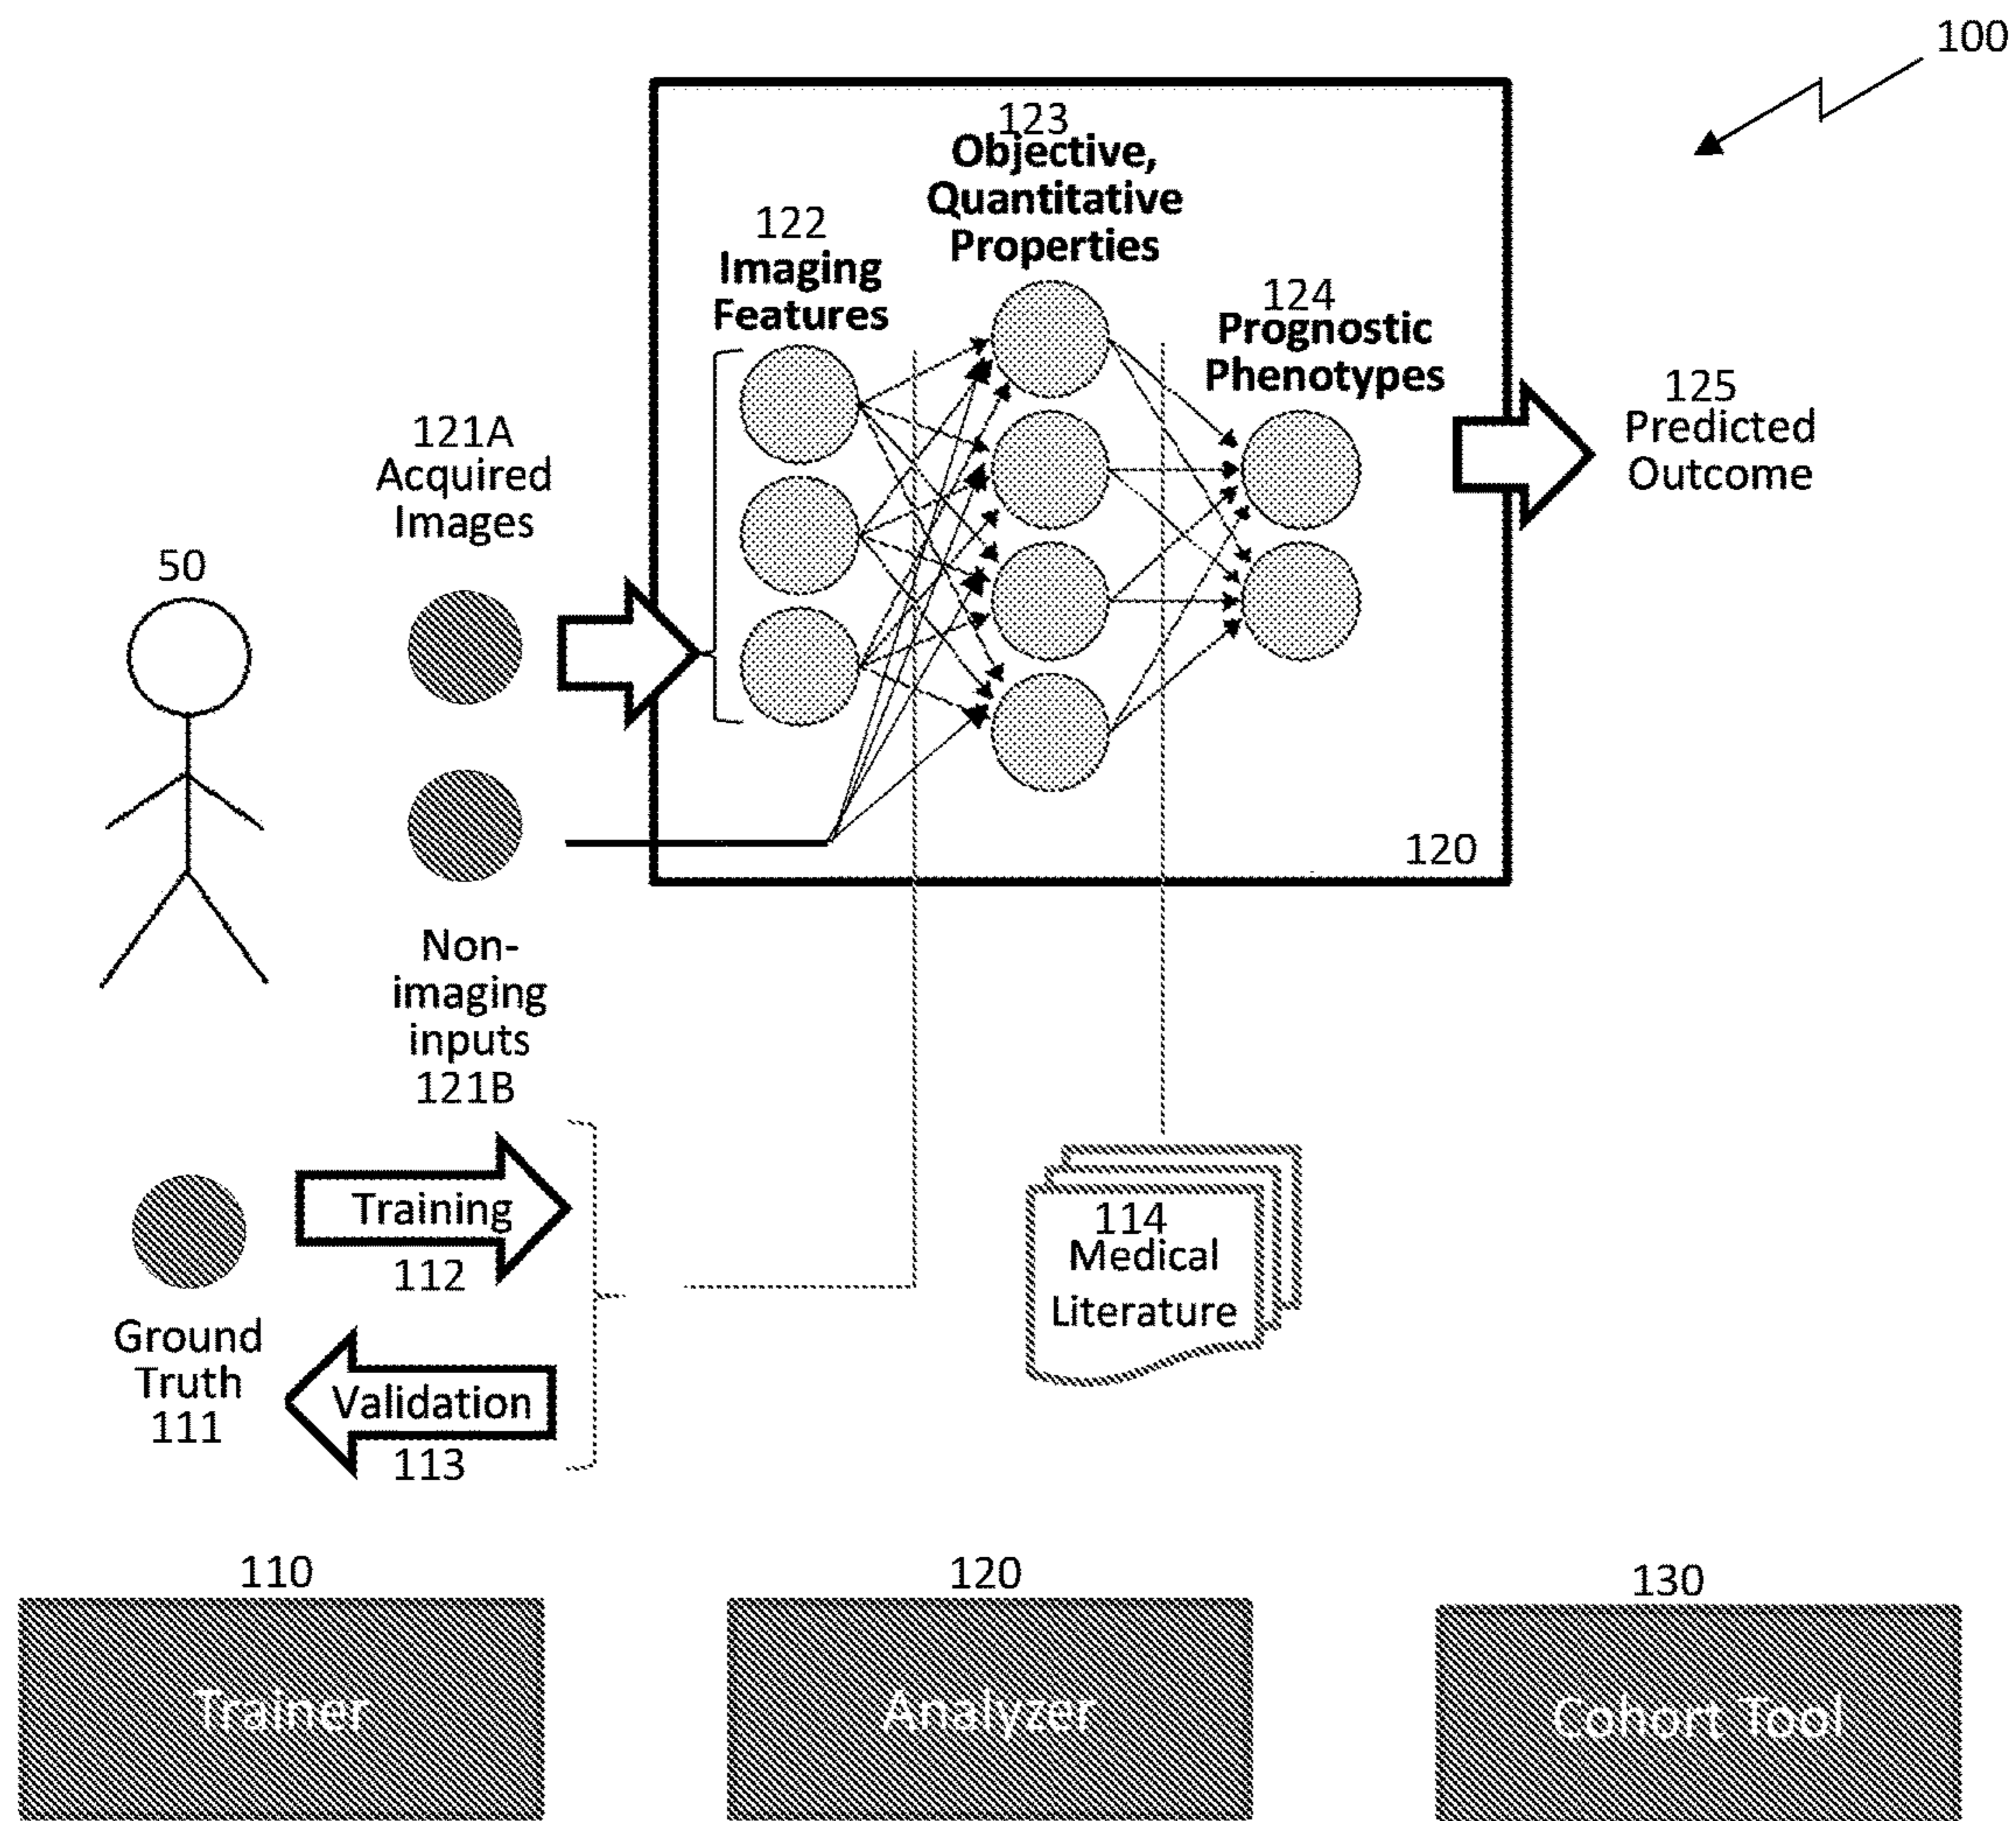 100
123
Objective,
Quantitative
Properties
122
Imaging
Features
124
Prognostic
Phenotypes
125
Predicted
Outcome
121A
Acquired
Images
50
120
Non-
imaging
inputs
121B
Training
112
Ground
Truth
111
Validation
113
114
Medical
Literature
110
Trainer
120
Analyzer
130
Cohort Tool